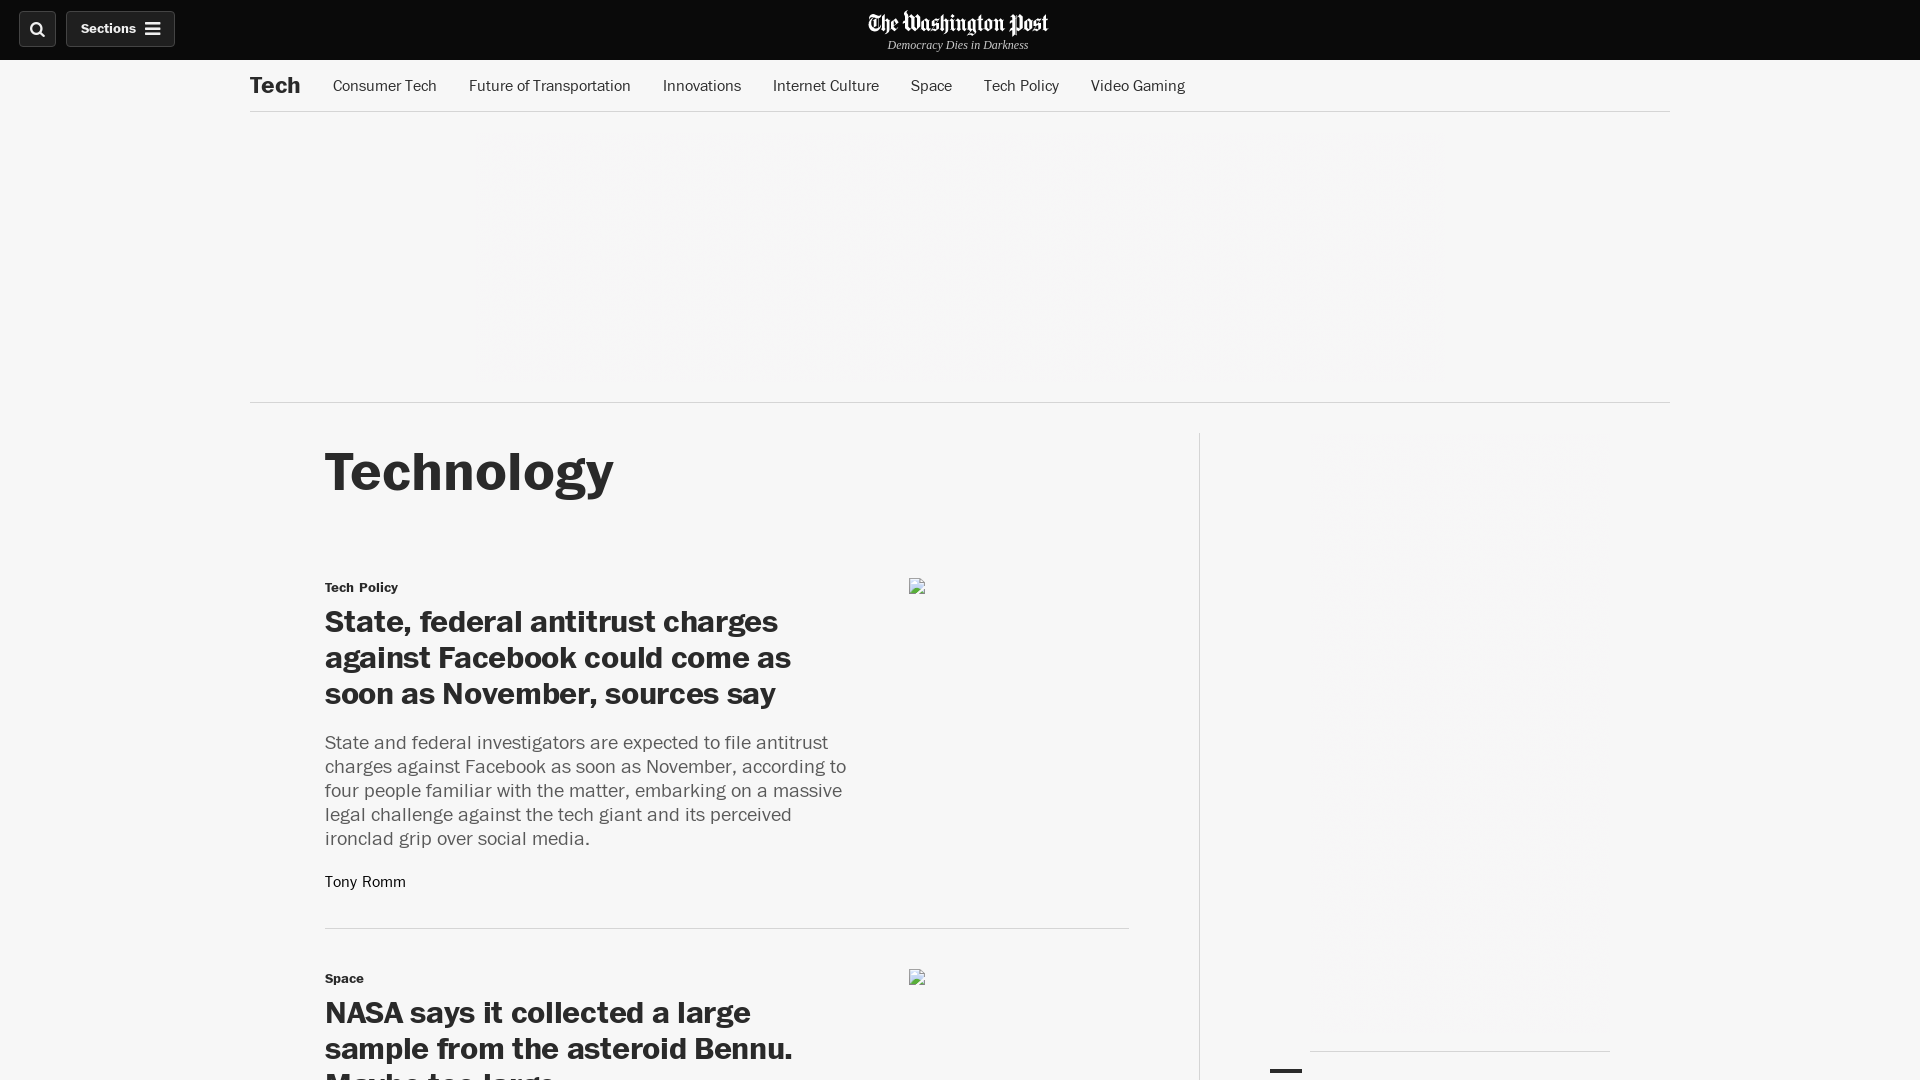 Sections
The Washington Post
Democracy Dies in Darkness
Tech
Consumer Tech
Future of Transportation
Innovations
Internet Culture
Space
Tech Policy
Video Gaming
Technology
Tech Policy
State, federal antitrust charges
against Facebook could come as
soon as November, sources say
State and federal investigators are expected to file antitrust
charges against Facebook as soon as November, according to
four people familiar with the matter, embarking on a massive
legal challenge against the tech giant and its perceived
ironclad grip over social media.
Tony Romm
Space
NASA says it collected a large
sample from the asteroid Bennu.
Maybe too large.